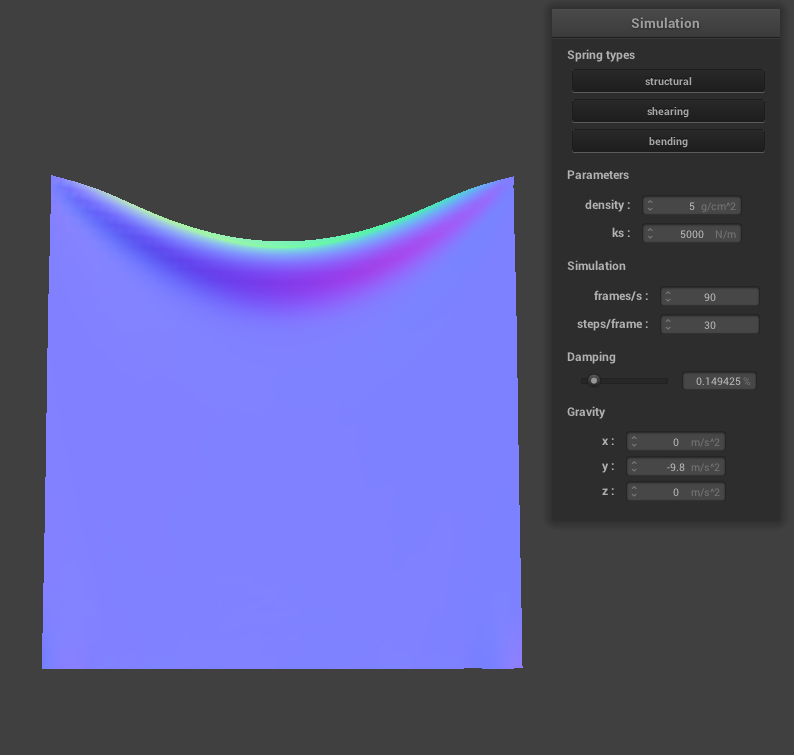 Simulation
Spring types
structural
shearing
bending
Parameters
density : 5 g/cm^2
ks : 5000 N/m
Simulation
frames/s : 90
steps/frame : 30
Damping
0.149425 %
Gravity
x : 0 m/s^2
y : -9.8 m/s^2
z : 0 m/s^2